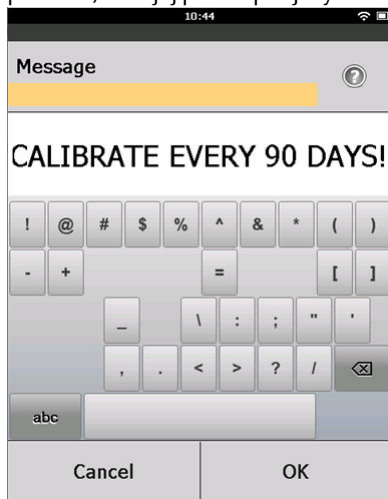 10:44
Message
?
CALIBRATE EVERY 90 DAYS!
! @ # $ % ^ & * ( )
- + = [ ]
_ \ : ; " '
, . < > ? /
abc
Cancel OK